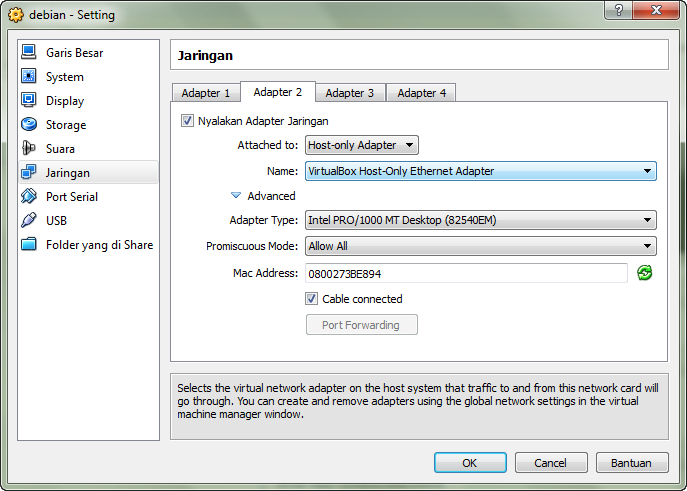 debian - Setting
Garis Besar
System
Display
Storage
Suara
Jaringan
Port Serial
USB
Folder yang di Share
Jaringan
Adapter 1 Adapter 2 Adapter 3 Adapter 4
Nyalakan Adapter Jaringan
Attached to: Host-only Adapter
Name: VirtualBox Host-Only Ethernet Adapter
Advanced
Adapter Type: Intel PRO/1000 MT Desktop (82540EM)
Promiscuous Mode: Allow All
Mac Address: 0800273BE894
Cable connected
Port Forwarding
Selects the virtual network adapter on the host system that traffic to and from this network card will
go through. You can create and remove adapters using the global network settings in the virtual
machine manager window.
OK Cancel Bantuan